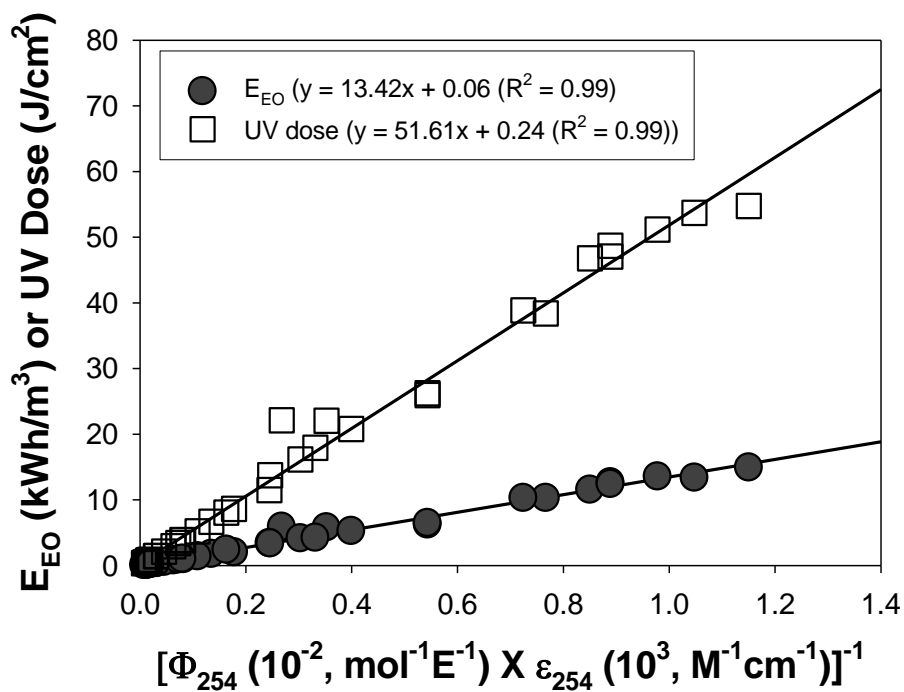 80
70
60
50
40
30
20
10
0
E_EO (kWh/m³) or UV Dose (J/cm²)
E_EO (y = 13.42x + 0.06 (R² = 0.99)
UV dose (y = 51.61x + 0.24 (R² = 0.99))
0.0 0.2 0.4 0.6 0.8 1.0 1.2 1.4
[Φ₂₅₄ (10⁻², mol⁻¹E⁻¹) X ε₂₅₄ (10³, M⁻¹cm⁻¹)]⁻¹